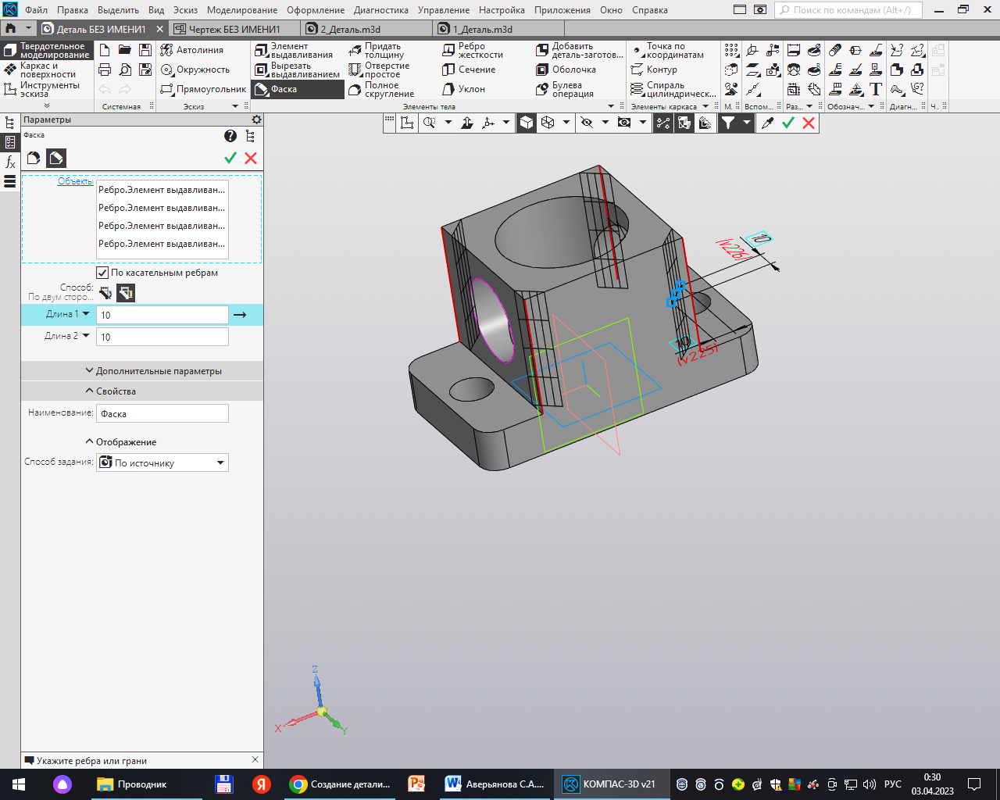 Файл Правка Выделить Вид Эскиз Моделирование Оформление Диагностика Управление Настройка Приложения Окно Справка
Поиск по командам (Alt+/)
Деталь БЕЗ ИМЕНИ1
Чертеж БЕЗ ИМЕНИ1
2_Деталь.m3d
1_Деталь.m3d
Твердотельное
моделирование
Каркас и
поверхности
Инструменты
эскиза
Системная
Автолиния
Окружность
Прямоугольник
Эскиз
Элемент
выдавливания
Вырезать
выдавливанием
Фаска
Придать
толщину
Отверстие
простое
Полное
скругление
Ребро
жесткости
Сечение
Уклон
Добавить
деталь-заготов...
Оболочка
Булева
операция
Элементы тела
Точка по
координатам
Контур
Спираль
цилиндрическ...
Элементы каркаса
М.
Вспом...
Раз...
Обознач...
Диагн...
Ч.
Параметры
Фаска
Объекты
Ребро.Элемент выдавливан...
Ребро.Элемент выдавливан...
Ребро.Элемент выдавливан...
Ребро.Элемент выдавливан...
По касательным ребрам
Способ:
По двум сторо...
Длина 1
10
Длина 2
10
Дополнительные параметры
Свойства
Наименование:
Фаска
Отображение
Способ задания:
По источнику
Укажите ребра или грани
10
(v226)
10
(v225)
Z
X
Y
Проводник
Создание детали...
Аверьянова С.А....
КОМПАС-3D v21
РУС
0:30
03.04.2023